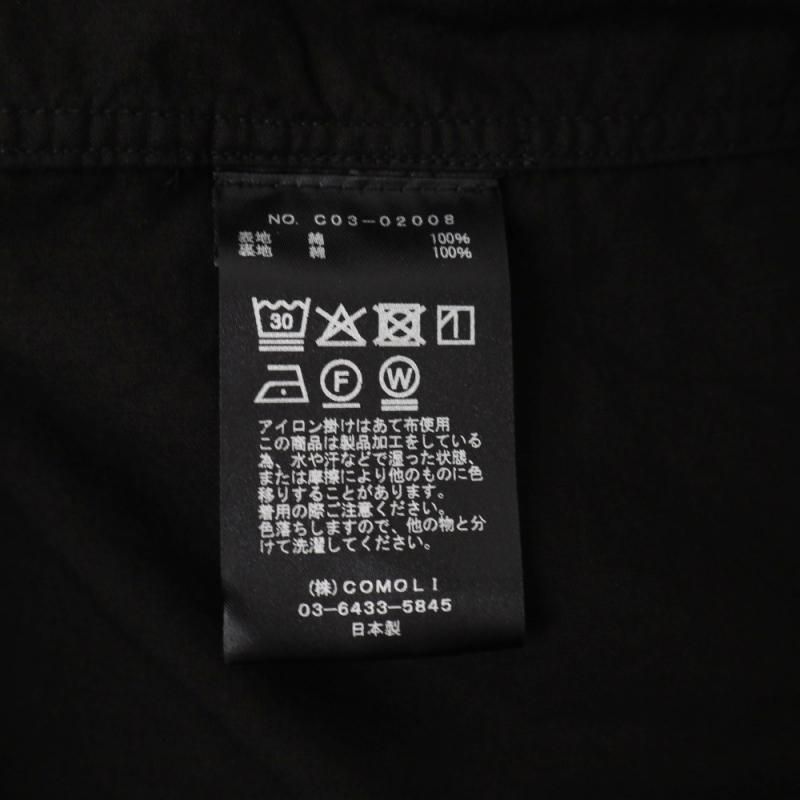 NO. C03-02008
表地 綿 100%
裏地 綿 100%
30
F W
アイロン掛けはあて布使用
この商品は製品加工をしている
為、水や汗などで湿った状態、
または摩擦により他のものに色
移りすることがあります。
着用の際ご注意ください。
色落ちしますので、他の物と分
けて洗濯してください。
(株)COMOLI
03-6433-5845
日本製